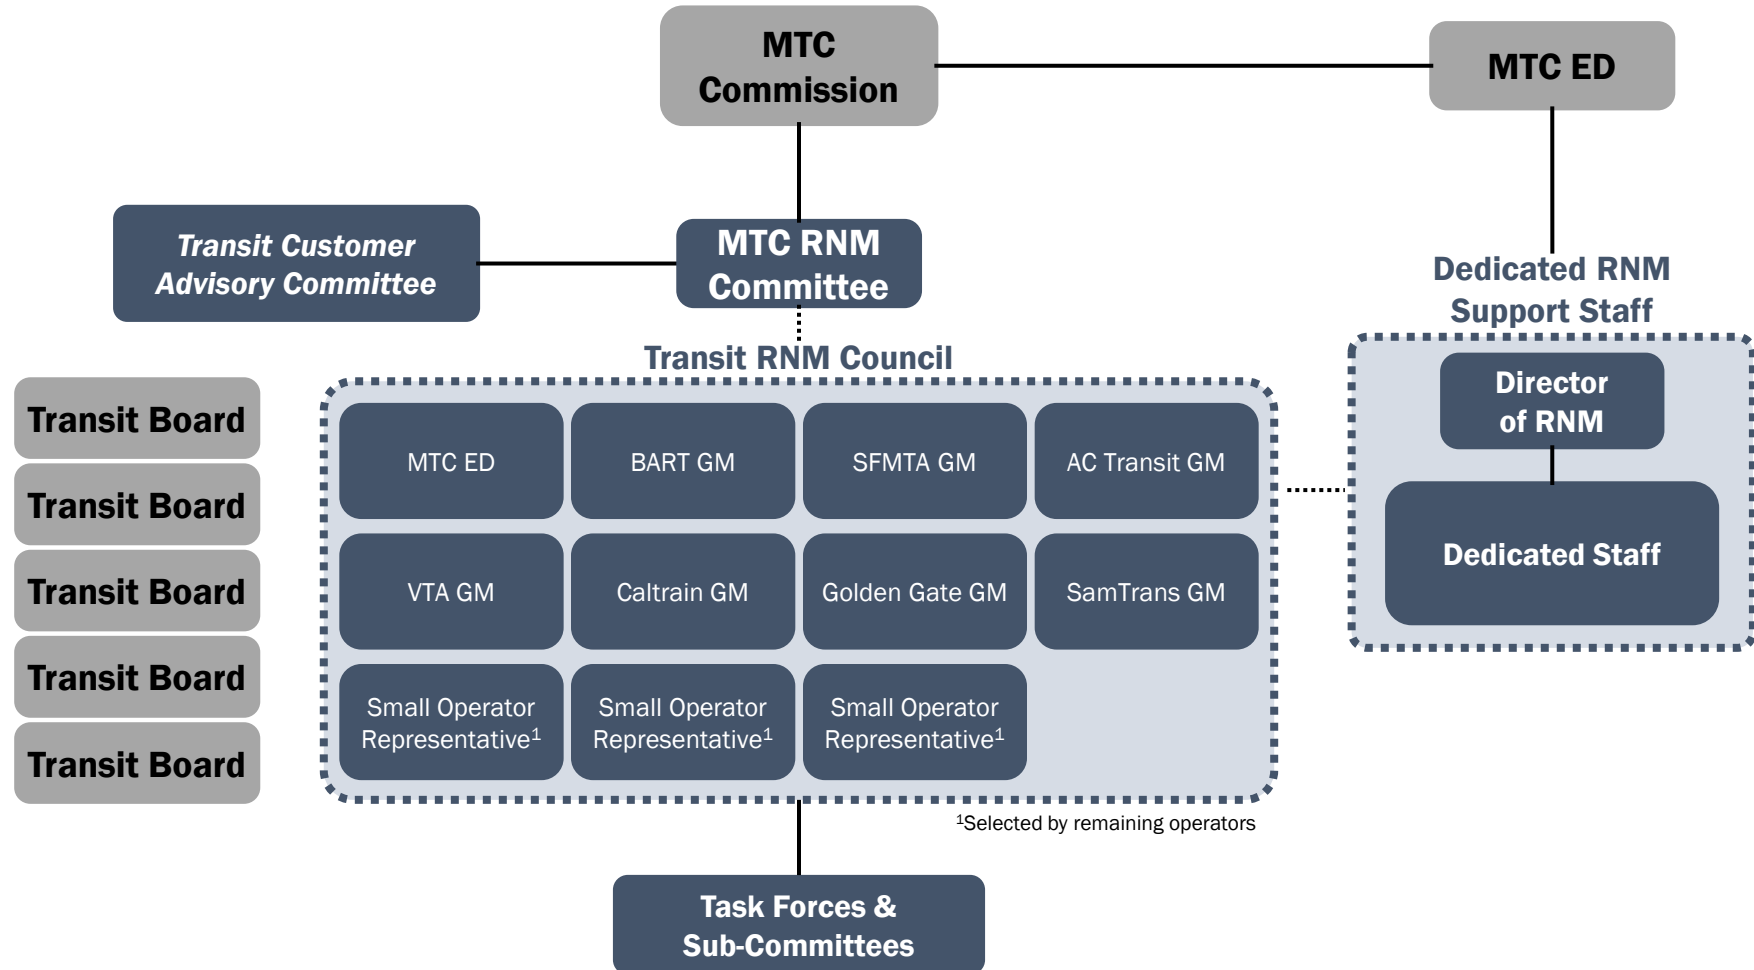 MTC
Commission
MTC ED
Transit Customer
Advisory Committee
MTC RNM
Committee
Dedicated RNM
Support Staff
Transit RNM Council
Director
of RNM
Dedicated Staff
Transit Board
Transit Board
Transit Board
Transit Board
Transit Board
MTC ED
BART GM
SFMTA GM
AC Transit GM
VTA GM
Caltrain GM
Golden Gate GM
SamTrans GM
Small Operator
Representative¹
Small Operator
Representative¹
Small Operator
Representative¹
¹Selected by remaining operators
Task Forces &
Sub-Committees